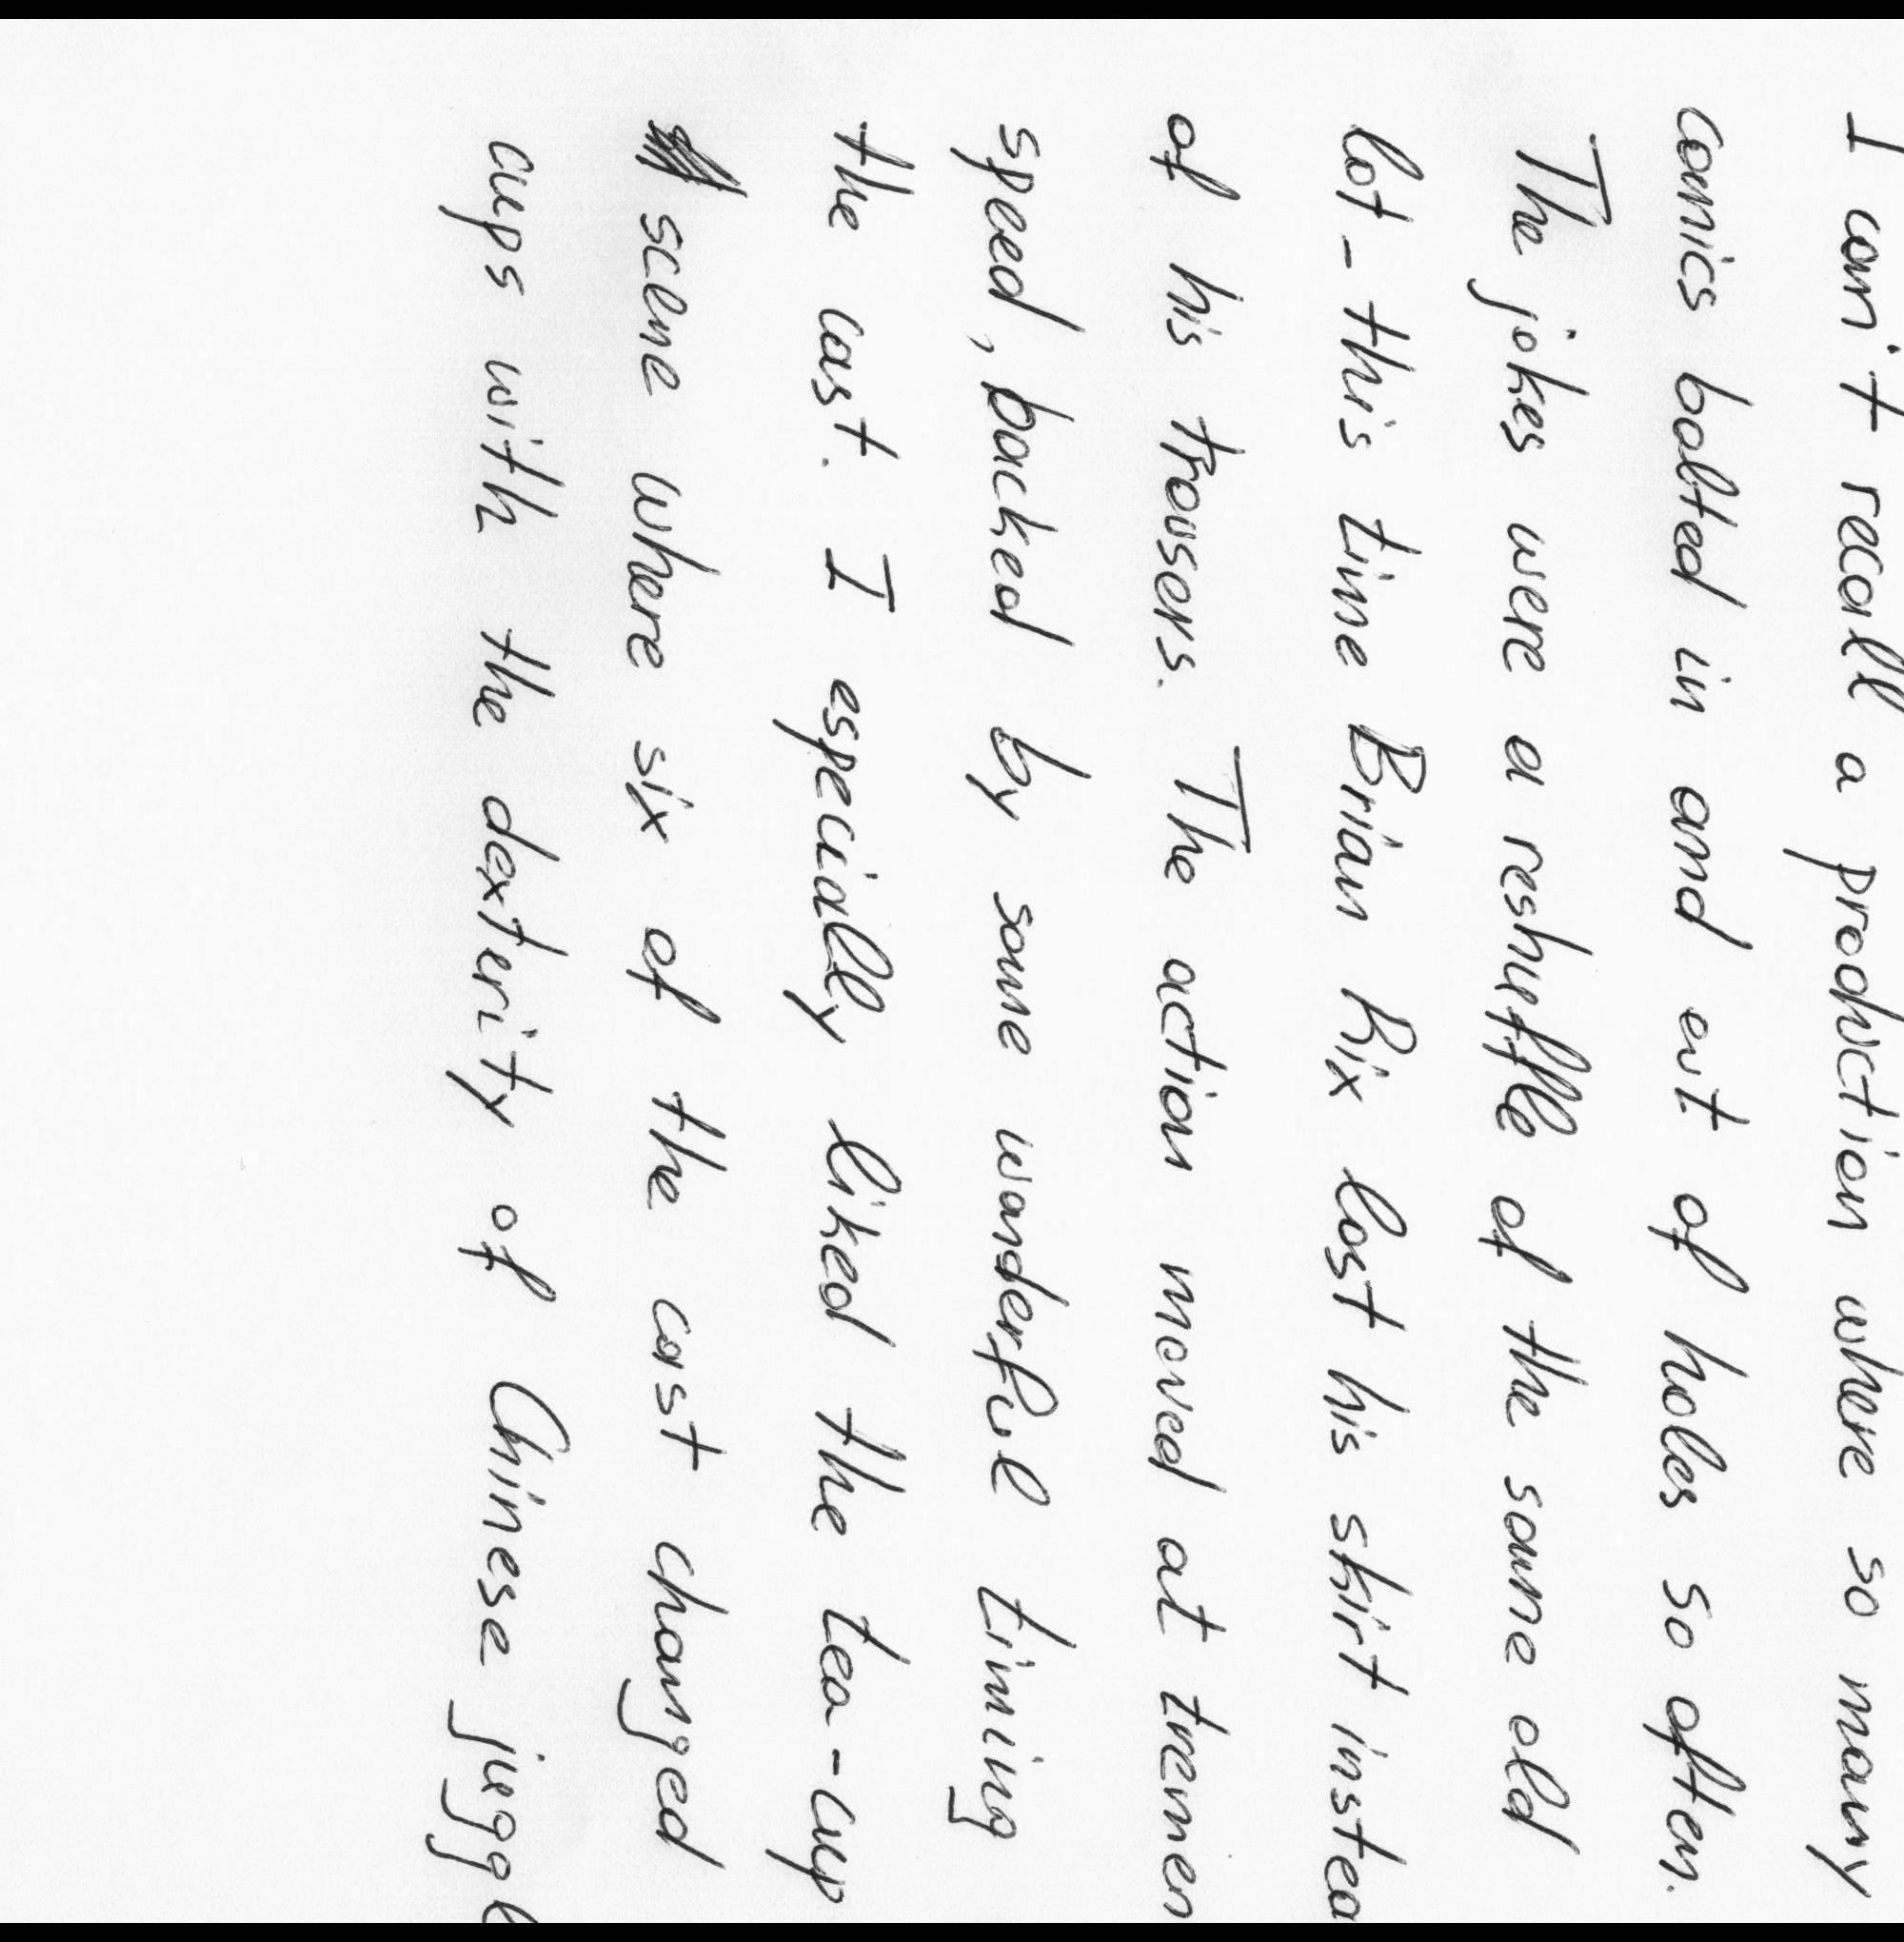 I can't recall a production where so many
comics bolted in and out of holes so often.
The jokes were a reshuffle of the same old
lot - this time Brian Rix lost his shirt instea
of his trousers. The action moved at tremen
speed, backed by some wonderful timing
the cast. I especially liked the tea-cup
scene where six of the cast changed
cups with the dexterity of Chinese juggl